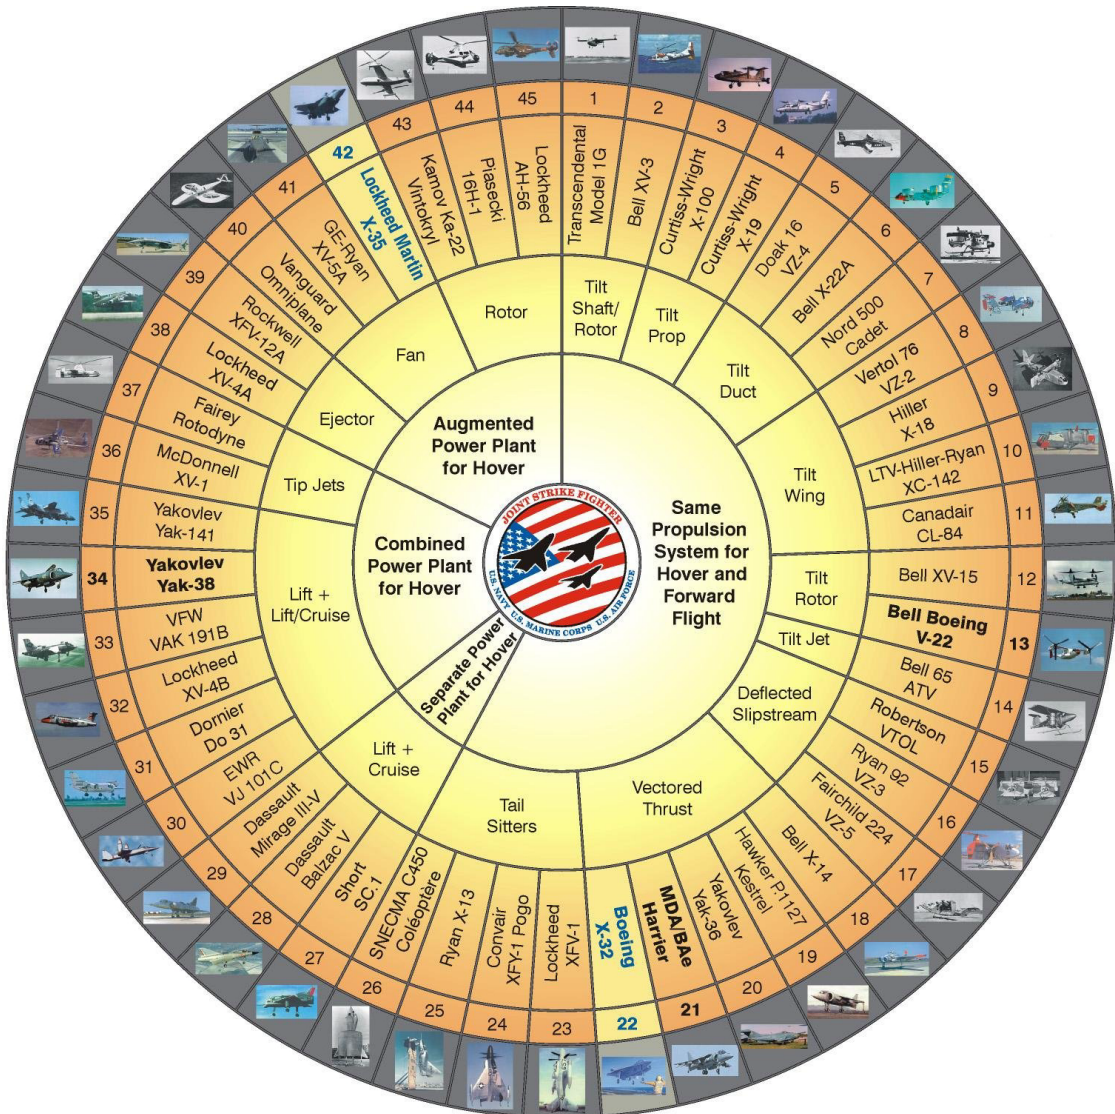 JOINT STRIKE FIGHTER
U.S. NAVY U.S. MARINE CORPS U.S. AIR FORCE
Same
Propulsion
System for
Hover and
Forward
Flight
Separate Power
Plant for Hover
Combined
Power Plant
for Hover
Augmented
Power Plant
for Hover
Tilt
Shaft/
Rotor
Tilt
Prop
Tilt
Duct
Tilt
Wing
Tilt
Rotor
Tilt Jet
Deflected
Slipstream
Vectored
Thrust
Tail
Sitters
Lift +
Cruise
Lift +
Lift/Cruise
Tip Jets
Ejector
Fan
Rotor
1
Transcendental
Model 1G
2
Bell XV-3
3
Curtiss-Wright
X-100
4
Curtiss-Wright
X-19
5
Doak 16
VZ-4
6
Bell X-22A
7
Nord 500
Cadet
8
Vertol 76
VZ-2
9
Hiller
X-18
10
LTV-Hiller-Ryan
XC-142
11
Canadair
CL-84
12
Bell XV-15
13
Bell Boeing
V-22
14
Bell 65
ATV
15
Robertson
VTOL
16
Ryan 92
VZ-3
17
Fairchild 224
VZ-5
18
Bell X-14
19
Hawker P.1127
Kestrel
20
Yakovlev
Yak-36
21
MDA/BAe
Harrier
22
Boeing
X-32
23
Lockheed
XFV-1
24
Convair
XFY-1 Pogo
25
Ryan X-13
26
SNECMA C450
Coléoptère
27
Short
SC.1
28
Dassault
Balzac V
29
Dassault
Mirage III-V
30
EWR
VJ 101C
31
Dornier
Do 31
32
Lockheed
XV-4B
33
VFW
VAK 191B
34
Yakovlev
Yak-38
35
Yakovlev
Yak-141
36
McDonnell
XV-1
37
Fairey
Rotodyne
38
Lockheed
XV-4A
39
Rockwell
XFV-12A
40
Vanguard
Omniplane
41
GE-Ryan
XV-5A
42
Lockheed Martin
X-35
43
Kamov Ka-22
Vintokryl
44
Piasecki
16H-1
45
Lockheed
AH-56